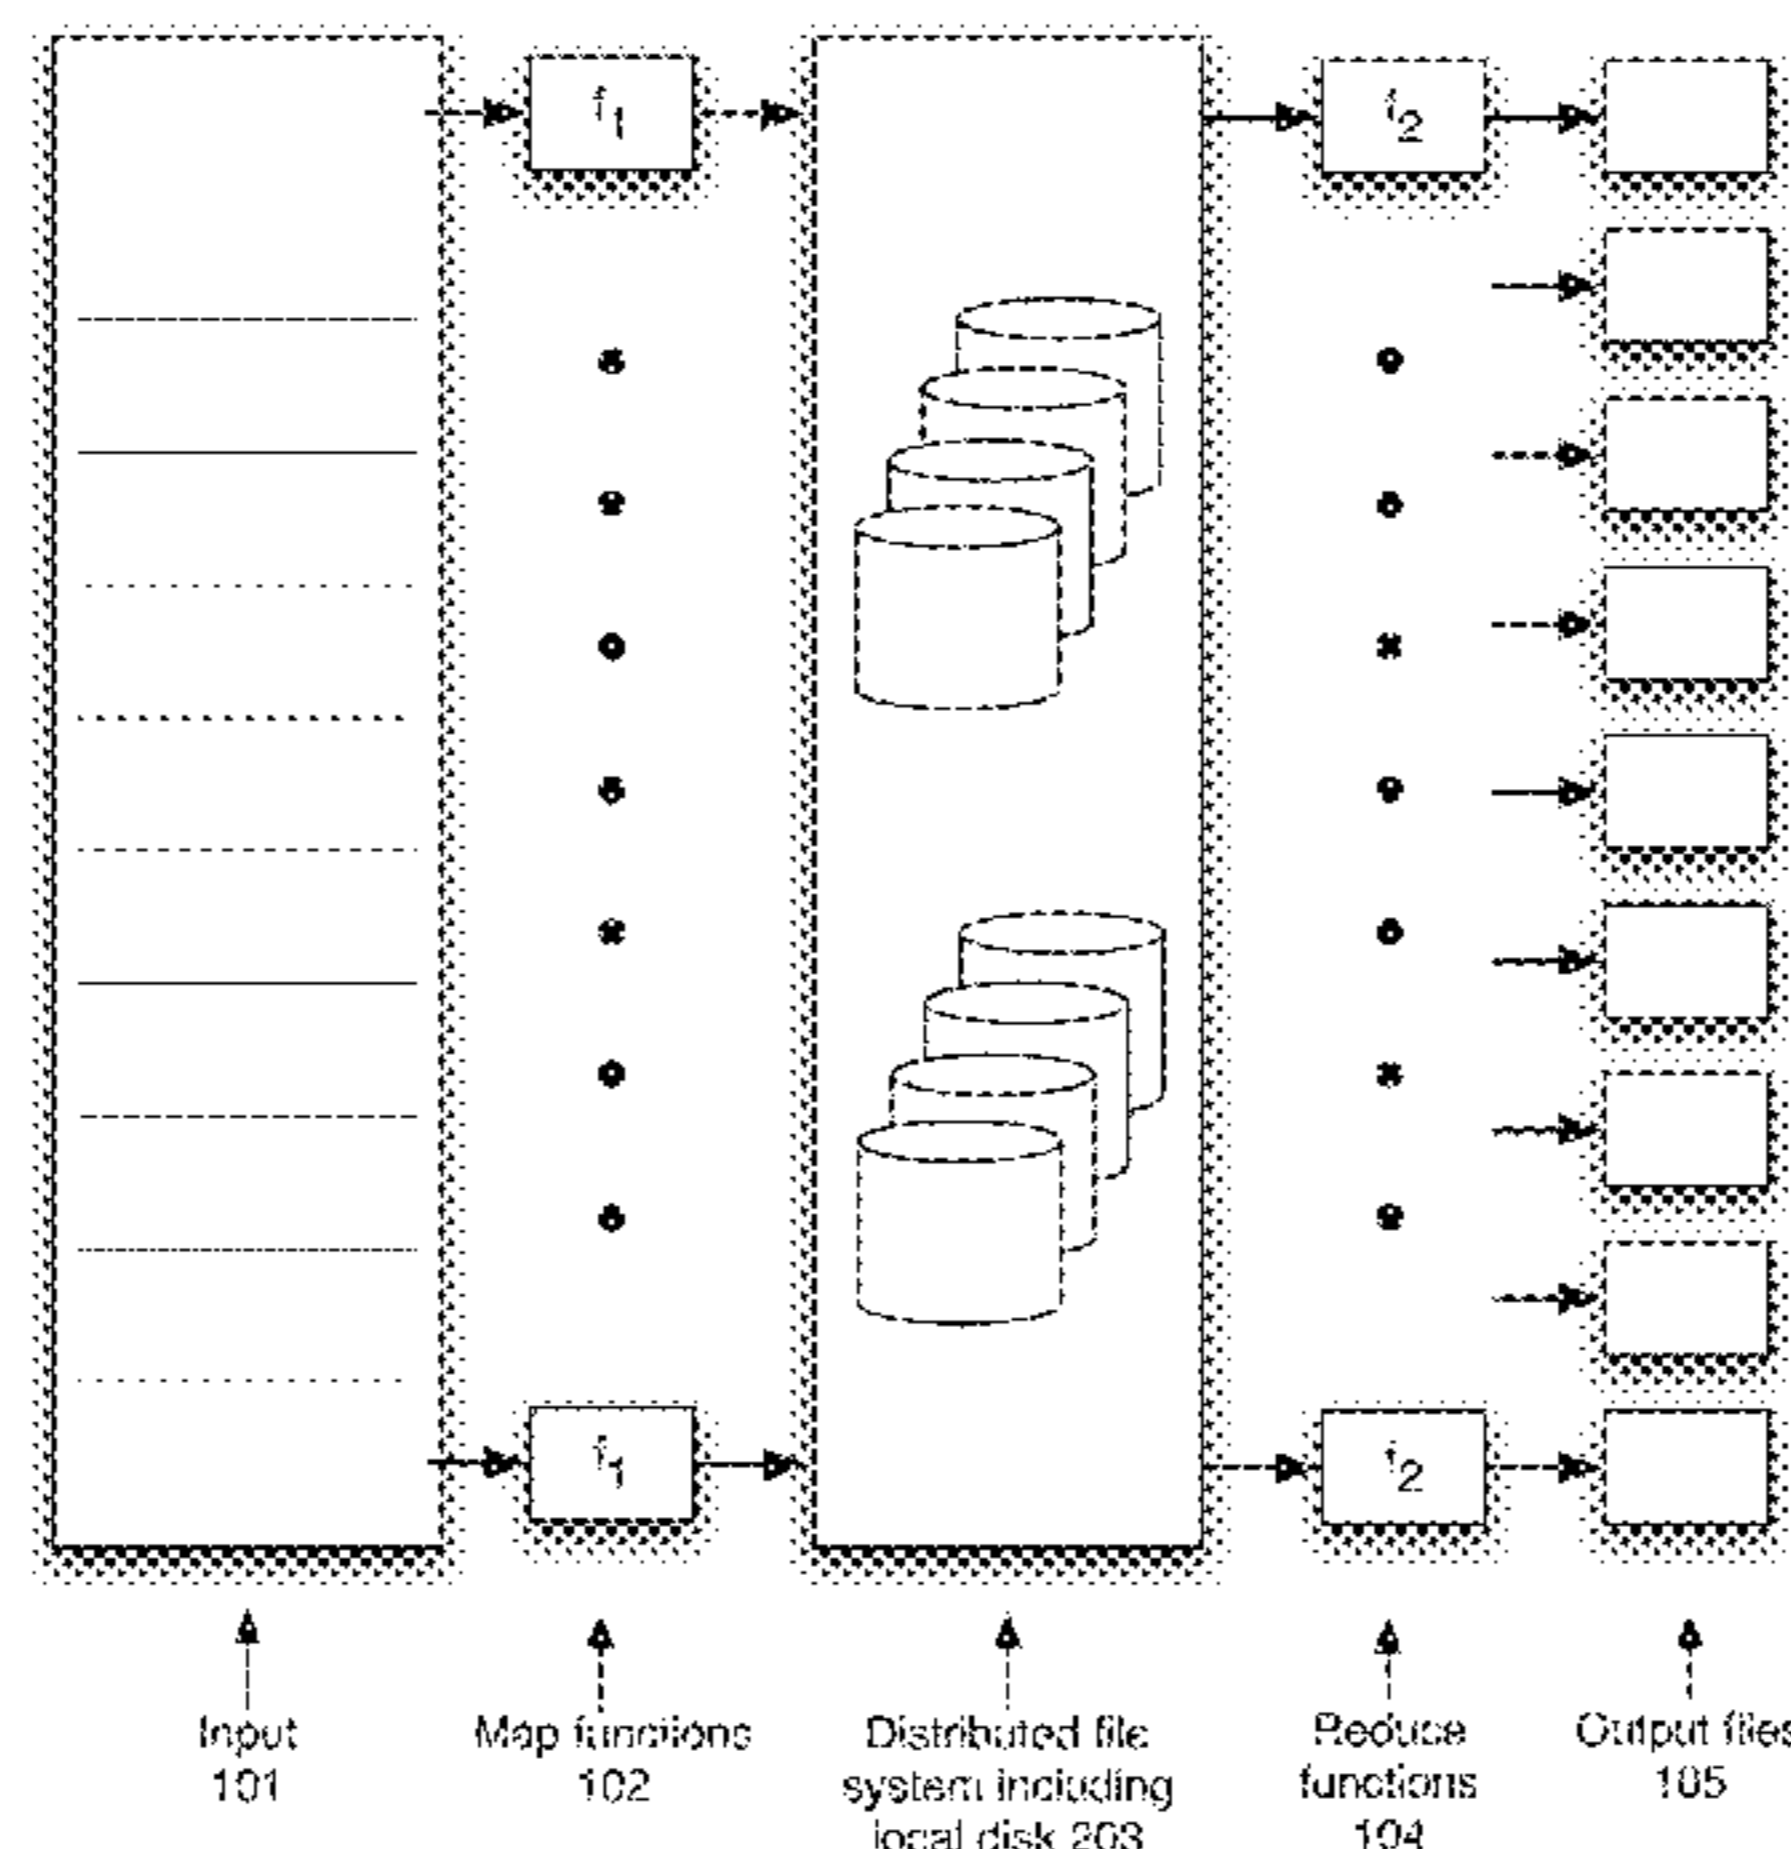 f1
f2
f1
f2
Input
101
Map functions
102
Distributed file
system including
local disk 203
Reduce
functions
104
Output files
105